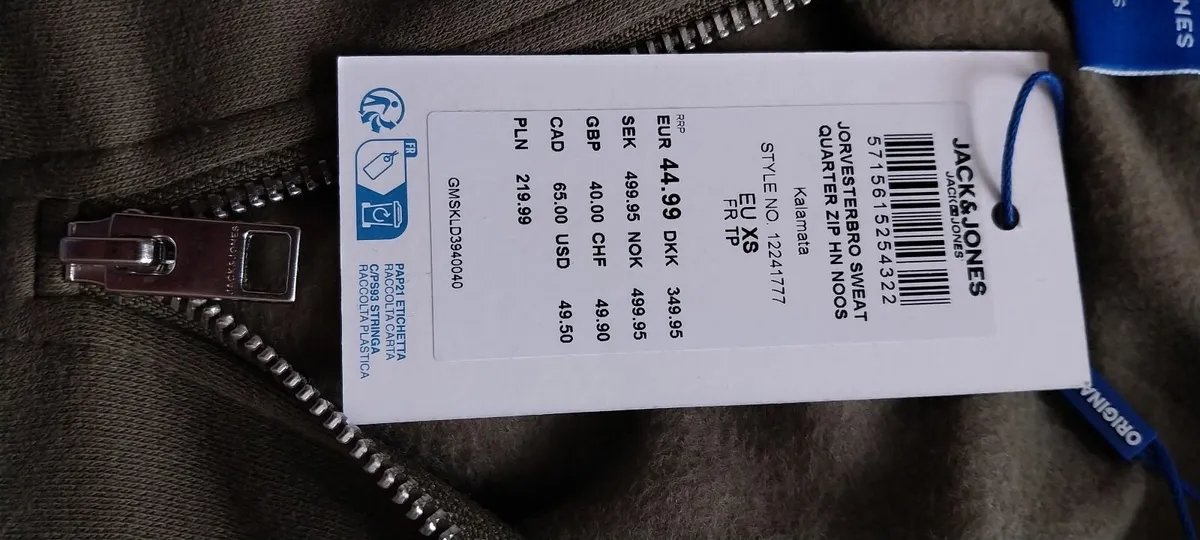 JACK&JONES
JACK&JONES
5715615254322
JORVESTERBRO SWEAT
QUARTER ZIP HN NOOS
Kalamata
STYLE NO. 12241777
EU XS
FR TP
RRP
EUR 44.99 DKK 349.95
SEK 499.95 NOK 499.95
GBP 40.00 CHF 49.90
CAD 65.00 USD 49.50
PLN 219.99
GMSKLD3940040
FR
PAP21 ETICHETTA
RACCOLTA CARTA
C/PS93 STRINGA
RACCOLTA PLASTICA
ORIGINA
NES
S